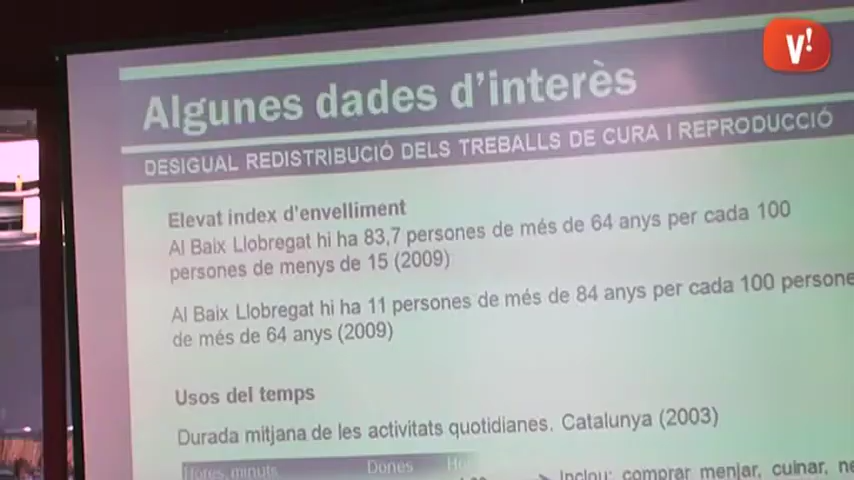 V!
Algunes dades d'interès
DESIGUAL REDISTRIBUCIÓ DELS TREBALLS DE CURA I REPRODUCCIÓ
Elevat index d'envelliment
Al Baix Llobregat hi ha 83,7 persones de més de 64 anys per cada 100
persones de menys de 15 (2009)
Al Baix Llobregat hi ha 11 persones de més de 84 anys per cada 100 persone
de més de 64 anys (2009)
Usos del temps
Durada mitjana de les activitats quotidianes. Catalunya (2003)
Hores, minuts Dones
Inclou: comprar menjar, cuinar,